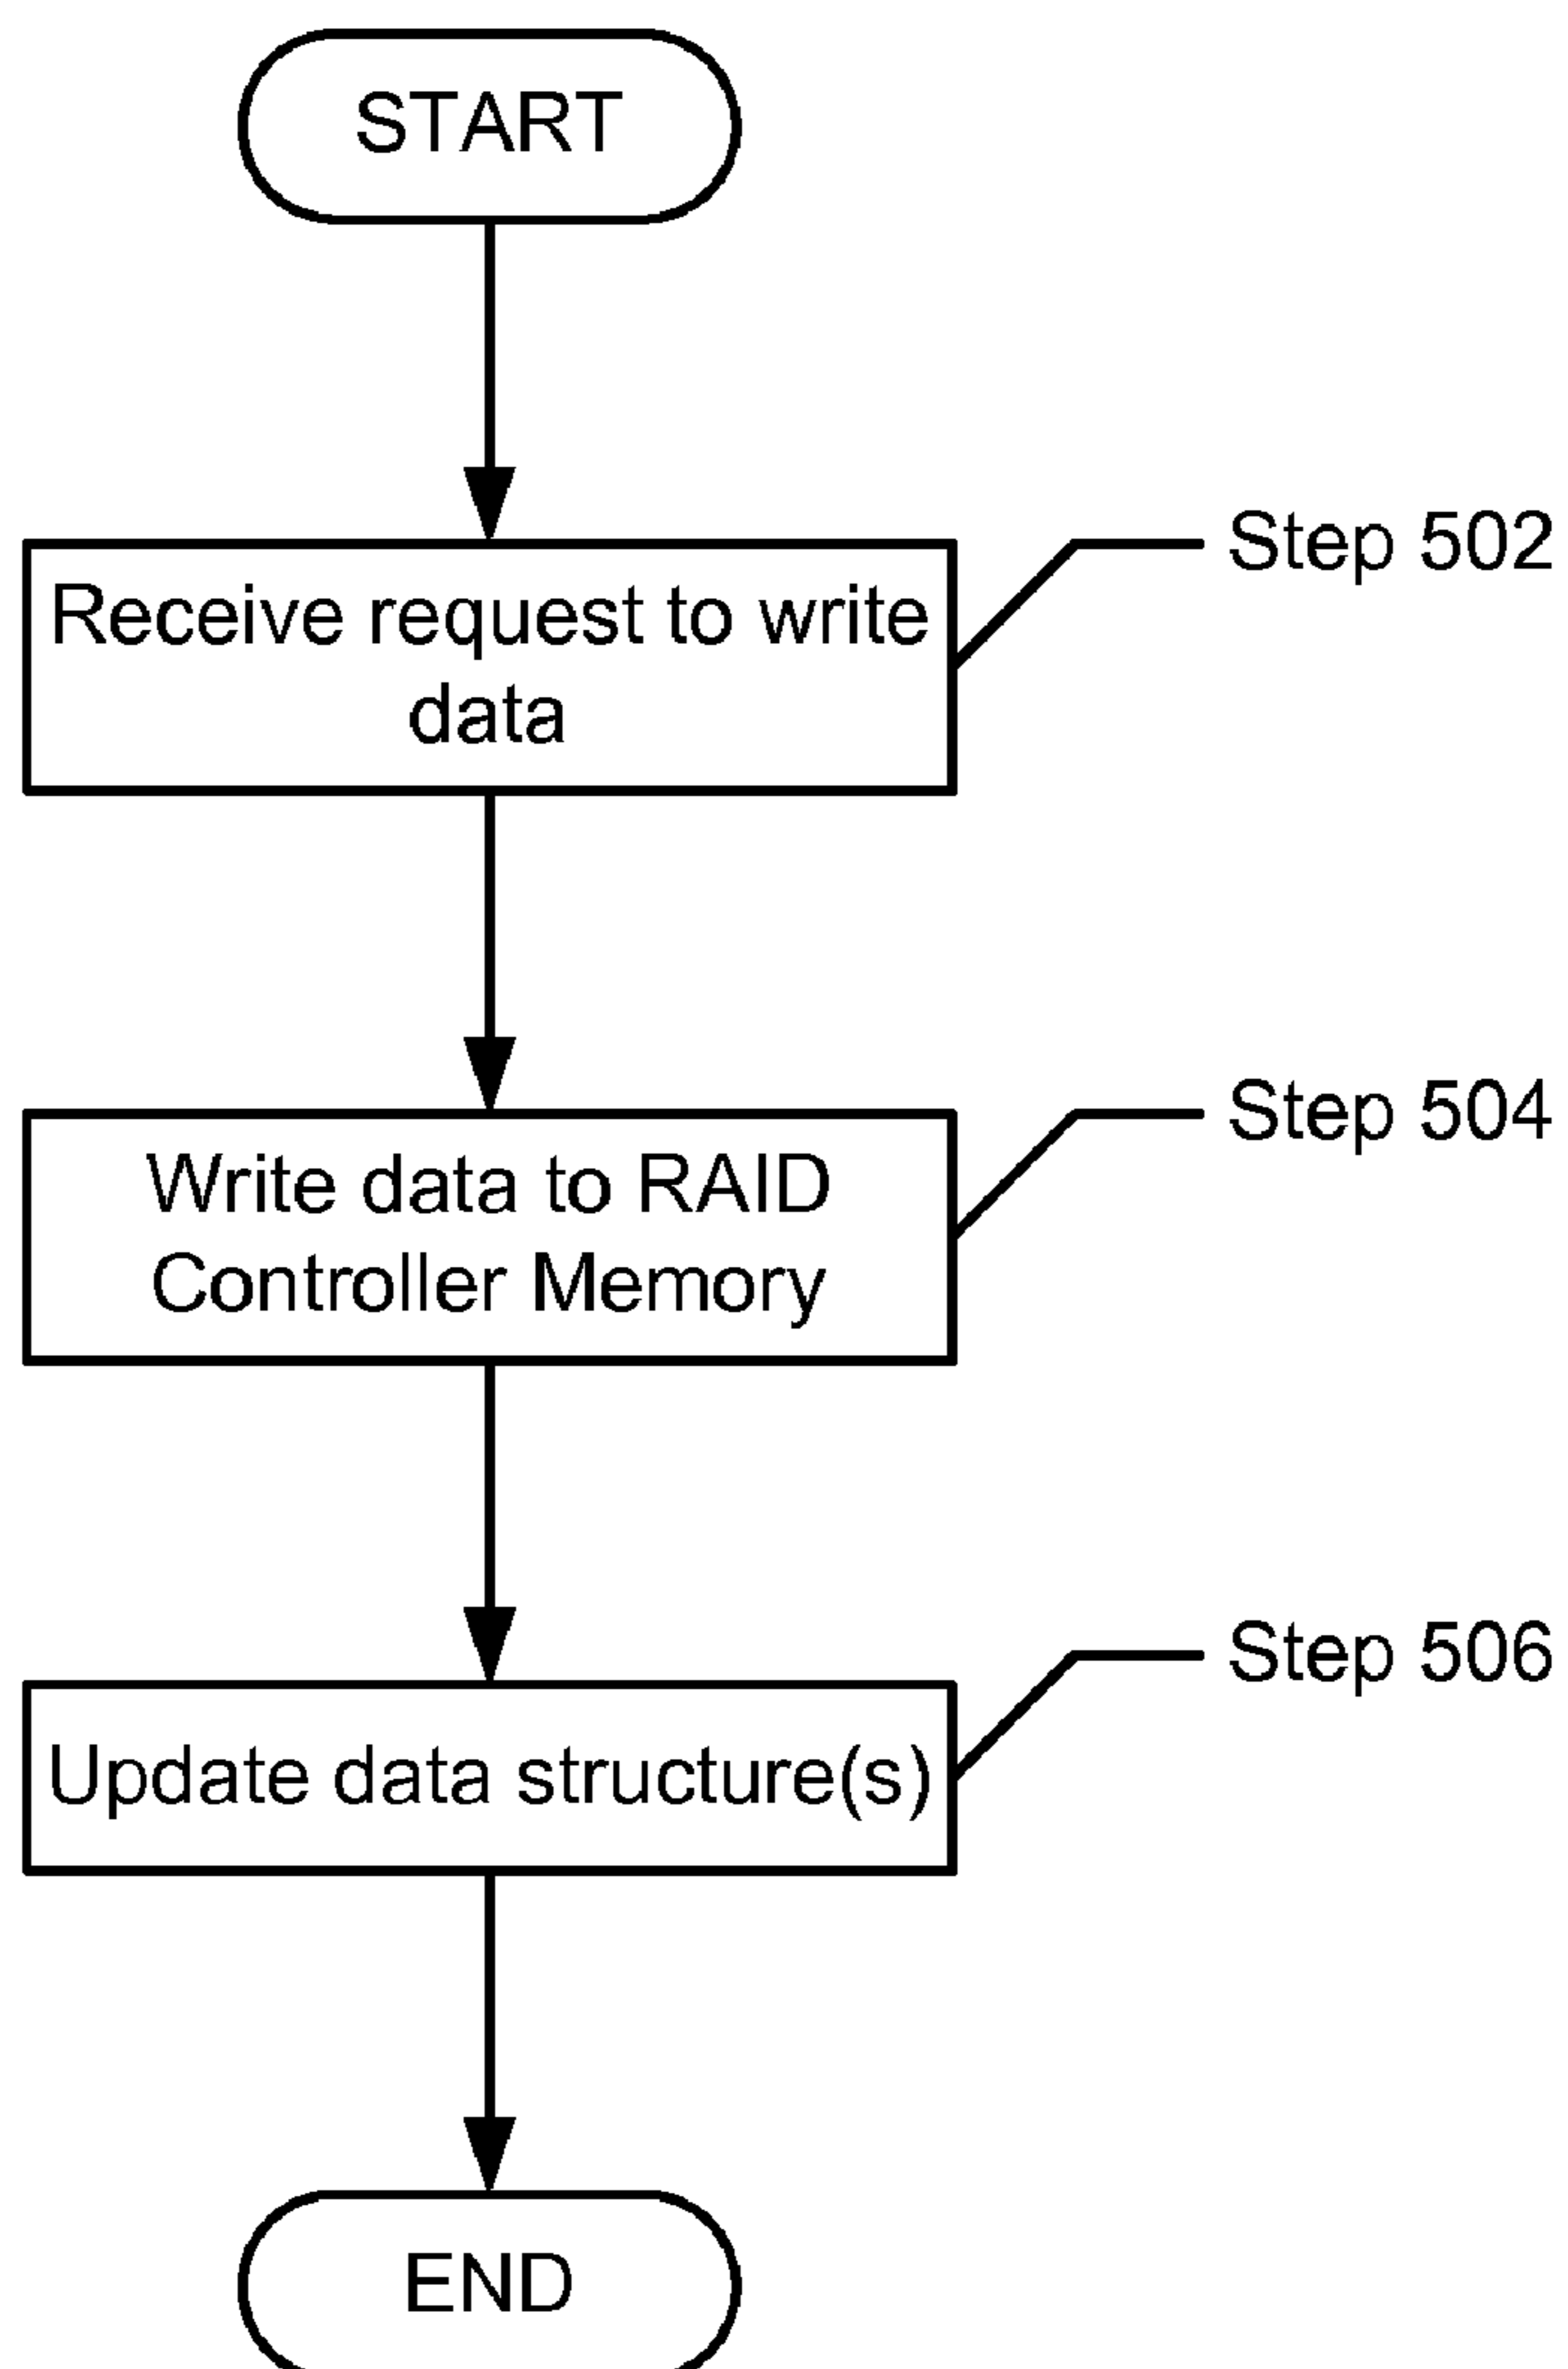 START
Step 502
Receive request to write
data
Step 504
Write data to RAID
Controller Memory
Step 506
Update data structure(s)
END